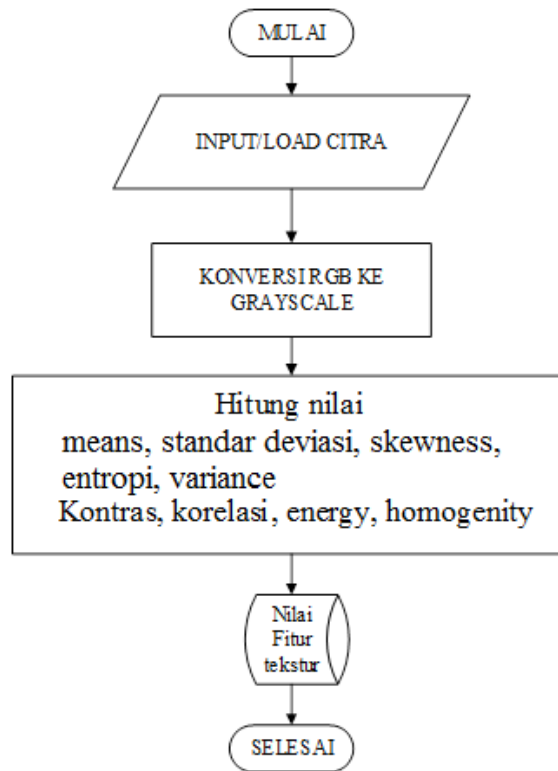 MULAI
INPUT/LOAD CITRA
KONVERSI RGB KE
GRAYSCALE
Hitung nilai
means, standar deviasi, skewness,
entropi, variance
Kontras, korelasi, energy, homogenity
Nilai
Fitur
tekstur
SELESAI